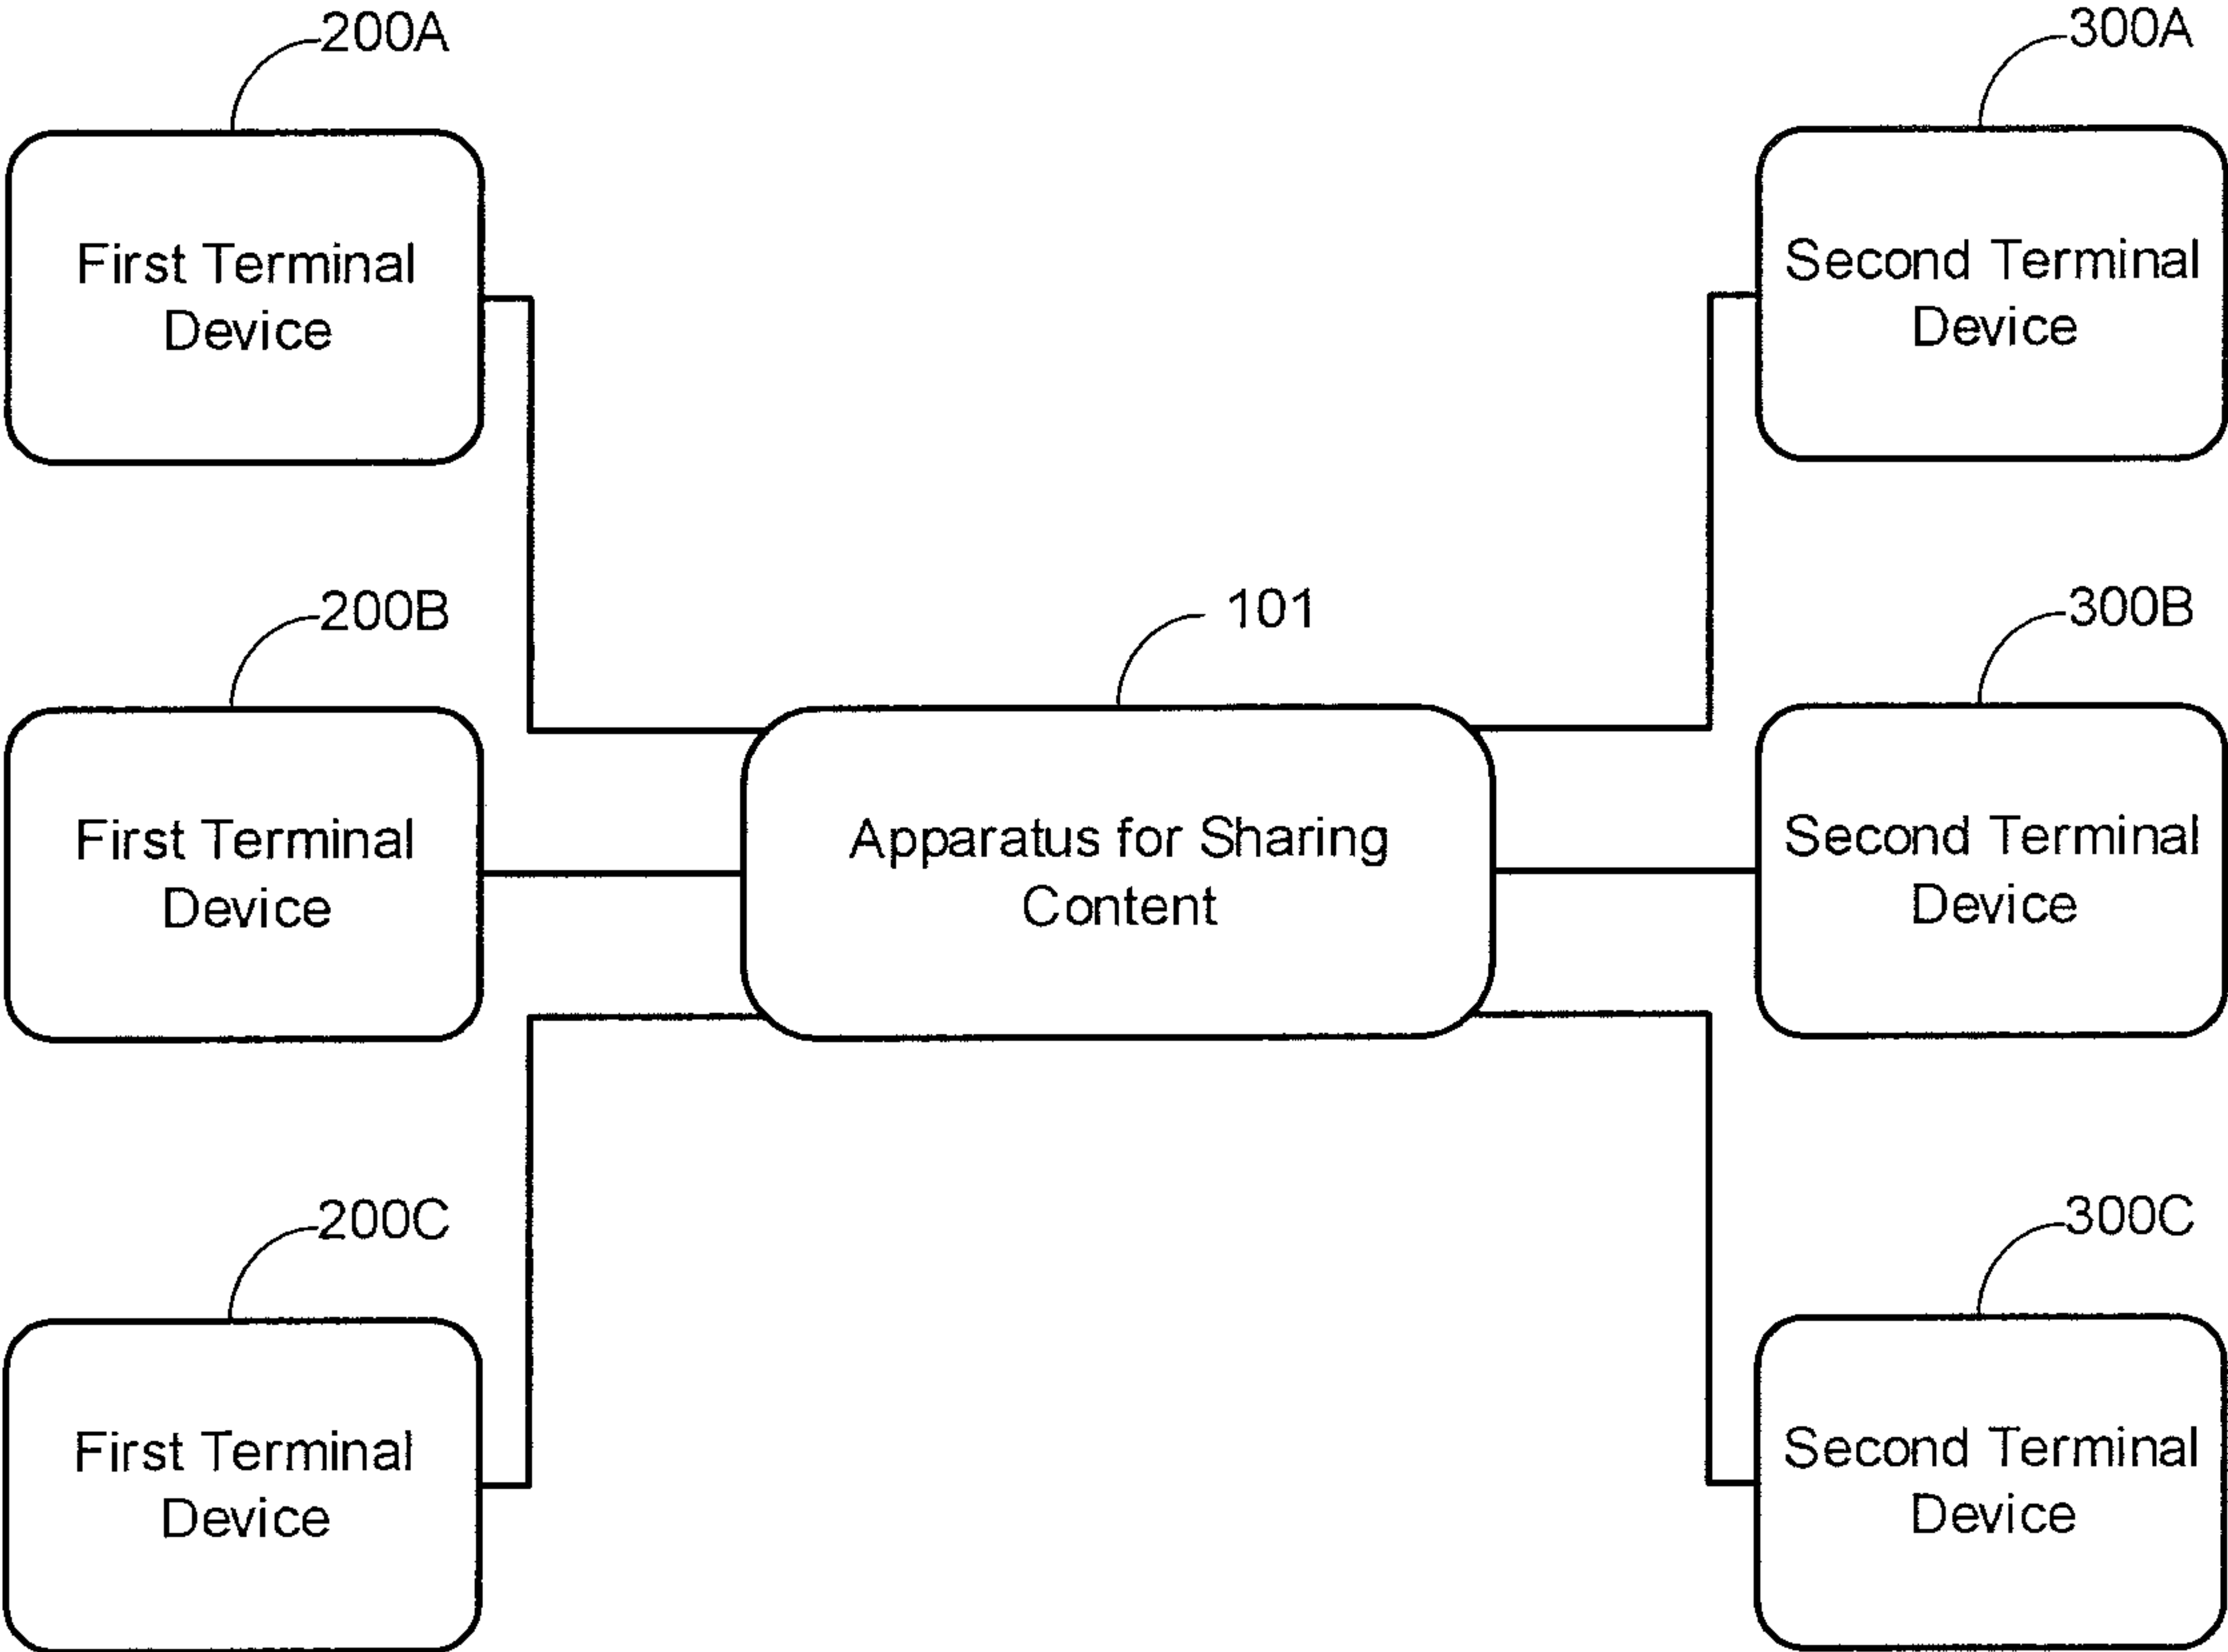 200A
300A
First Terminal
Device
Second Terminal
Device
200B
101
300B
First Terminal
Device
Apparatus for Sharing
Content
Second Terminal
Device
200C
300C
First Terminal
Device
Second Terminal
Device